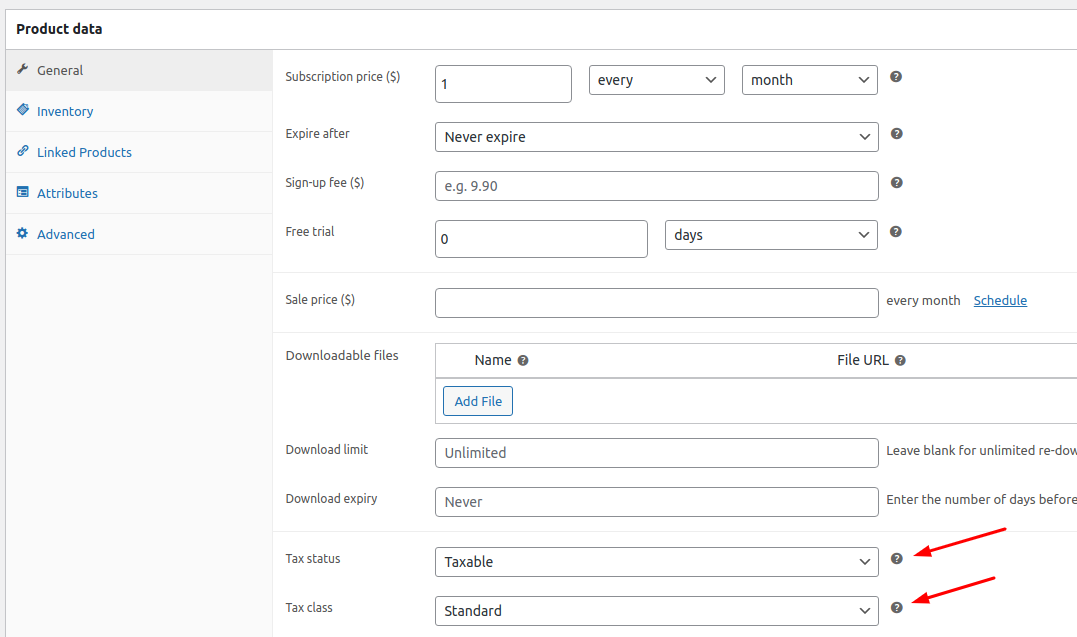 Product data
General
Inventory
Linked Products
Attributes
Advanced
Subscription price ($) 1 every month
Expire after Never expire
Sign-up fee ($) e.g. 9.90
Free trial 0 days
Sale price ($) every month Schedule
Downloadable files Name File URL
Add File
Download limit Unlimited Leave blank for unlimited re-dow
Download expiry Never Enter the number of days before
Tax status Taxable
Tax class Standard